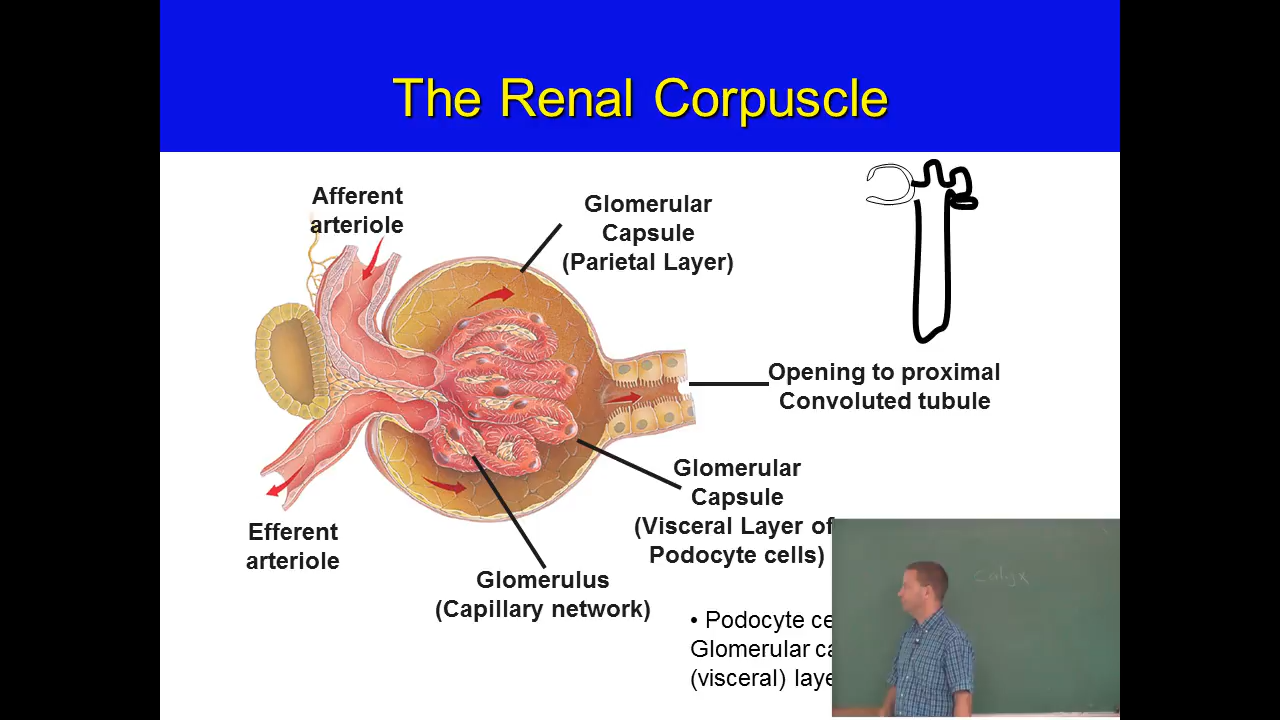 The Renal Corpuscle
Afferent
arteriole
Glomerular
Capsule
(Parietal Layer)
Opening to proximal
Convoluted tubule
Glomerular
Capsule
(Visceral Layer of
Podocyte cells)
Efferent
arteriole
Glomerulus
(Capillary network)
• Podocyte ce
Glomerular ca
(visceral) laye
calyx